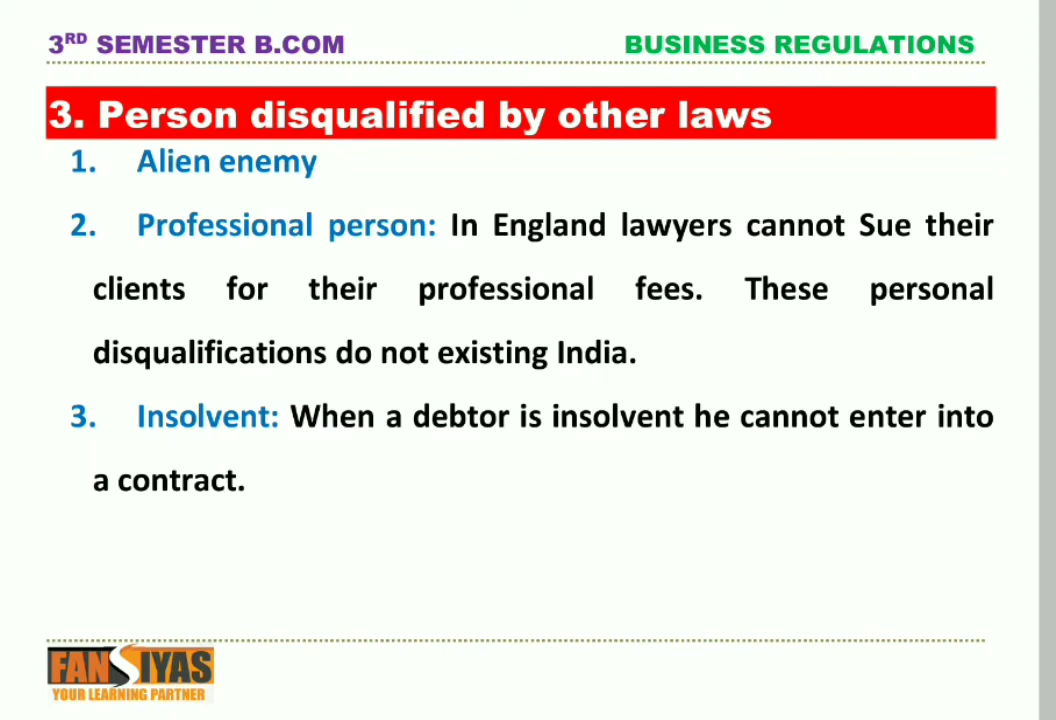 3RD SEMESTER B.COM
BUSINESS REGULATIONS
3. Person disqualified by other laws
1. Alien enemy
2. Professional person: In England lawyers cannot Sue their
clients for their professional fees. These personal
disqualifications do not existing India.
3. Insolvent: When a debtor is insolvent he cannot enter into
a contract.
FANSIYAS
YOUR LEARNING PARTNER